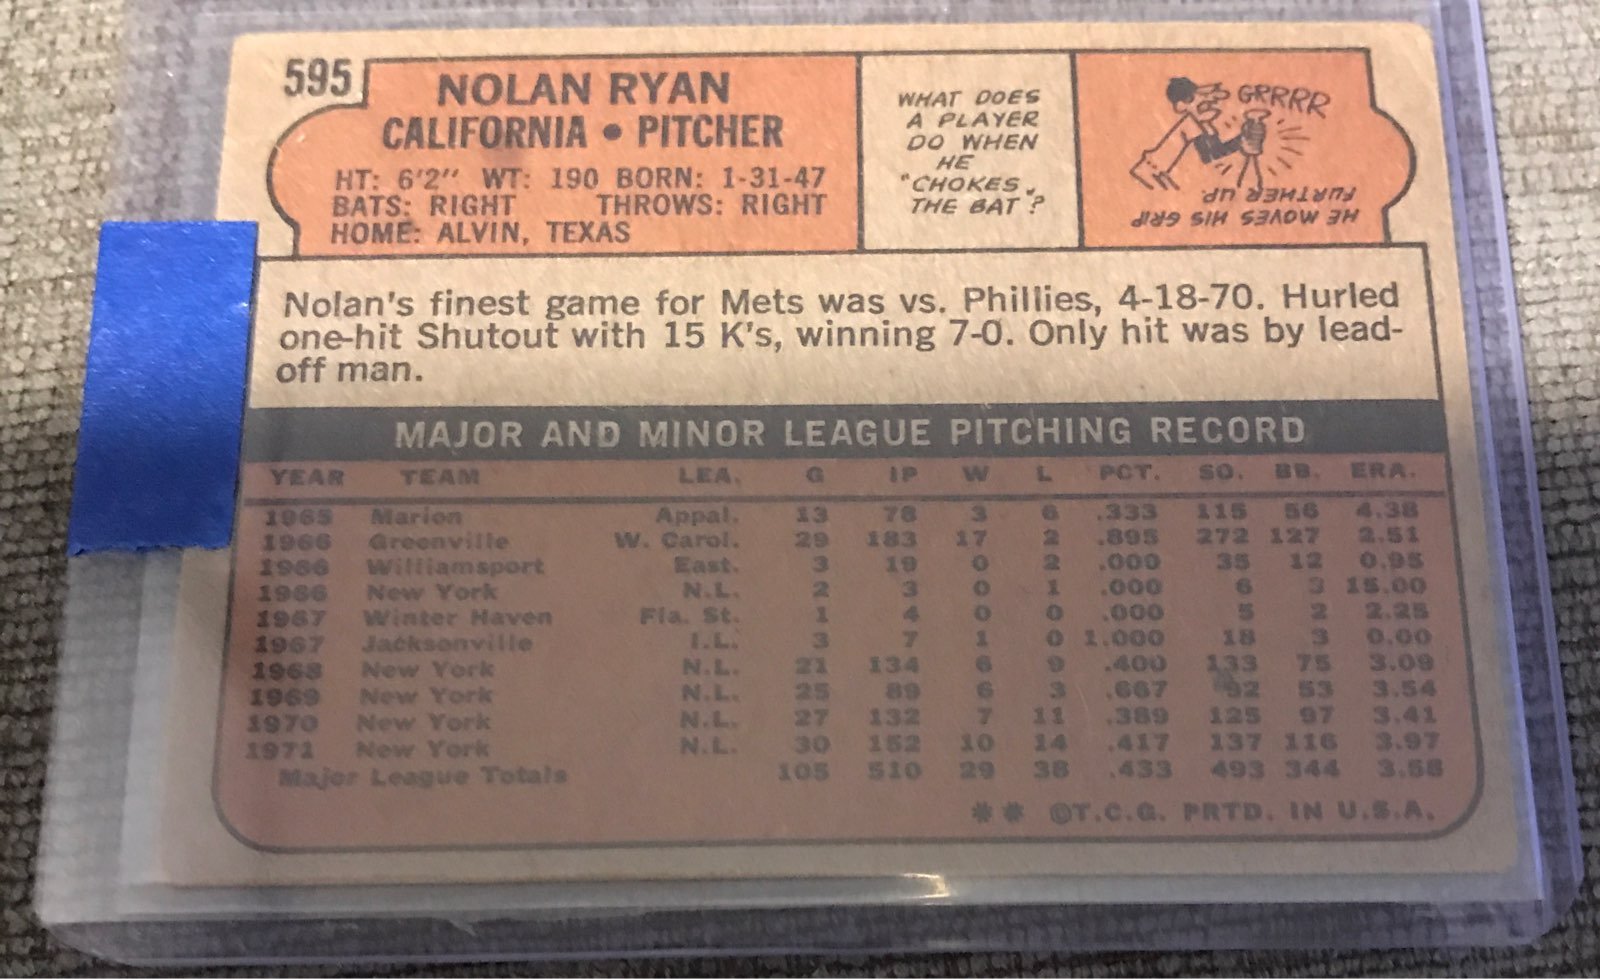 595
NOLAN RYAN
CALIFORNIA • PITCHER
HT: 6'2" WT: 190 BORN: 1-31-47
BATS: RIGHT THROWS: RIGHT
HOME: ALVIN, TEXAS
WHAT DOES
A PLAYER
DO WHEN
HE
"CHOKES"
THE BAT?
GRRRR
HE MOVES HIS GRIP
FURTHER UP.
Nolan's finest game for Mets was vs. Phillies, 4-18-70. Hurled
one-hit Shutout with 15 K's, winning 7-0. Only hit was by lead-
off man.
MAJOR AND MINOR LEAGUE PITCHING RECORD
YEAR TEAM LEA. G IP W L PCT. SO. BB. ERA.
1965 Marion Appal. 13 78 3 6 .333 115 56 4.38
1966 Greenville W. Carol. 29 183 17 2 .895 272 127 2.51
1966 Williamsport East. 3 19 0 2 .000 35 12 0.95
1966 New York N.L. 2 3 0 1 .000 6 3 15.00
1967 Winter Haven Fla. St. 1 4 0 0 .000 5 2 2.25
1967 Jacksonville I.L. 3 7 1 0 1.000 18 3 0.00
1968 New York N.L. 21 134 6 9 .400 133 75 3.09
1969 New York N.L. 25 89 6 3 .667 92 53 3.54
1970 New York N.L. 27 132 7 11 .389 125 97 3.41
1971 New York N.L. 30 152 10 14 .417 137 116 3.97
Major League Totals 105 510 29 38 .433 493 344 3.58
** ©T.C.G. PRTD. IN U.S.A.